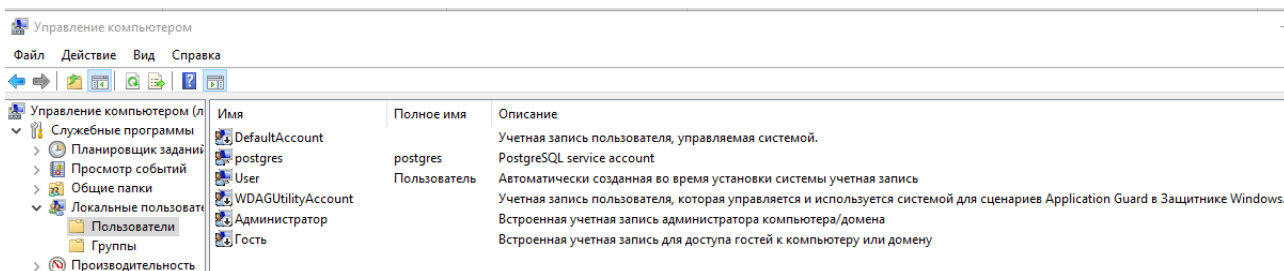 Управление компьютером
Файл Действие Вид Справка
Управление компьютером (л
Служебные программы
Планировщик заданий
Просмотр событий
Общие папки
Локальные пользовате
Пользователи
Группы
Производительность
Имя Полное имя Описание
DefaultAccount Учетная запись пользователя, управляемая системой.
postgres postgres PostgreSQL service account
User Пользователь Автоматически созданная во время установки системы учетная запись
WDAGUtilityAccount Учетная запись пользователя, которая управляется и используется системой для сценариев Application Guard в Защитнике Windows.
Администратор Встроенная учетная запись администратора компьютера/домена
Гость Встроенная учетная запись для доступа гостей к компьютеру или домену